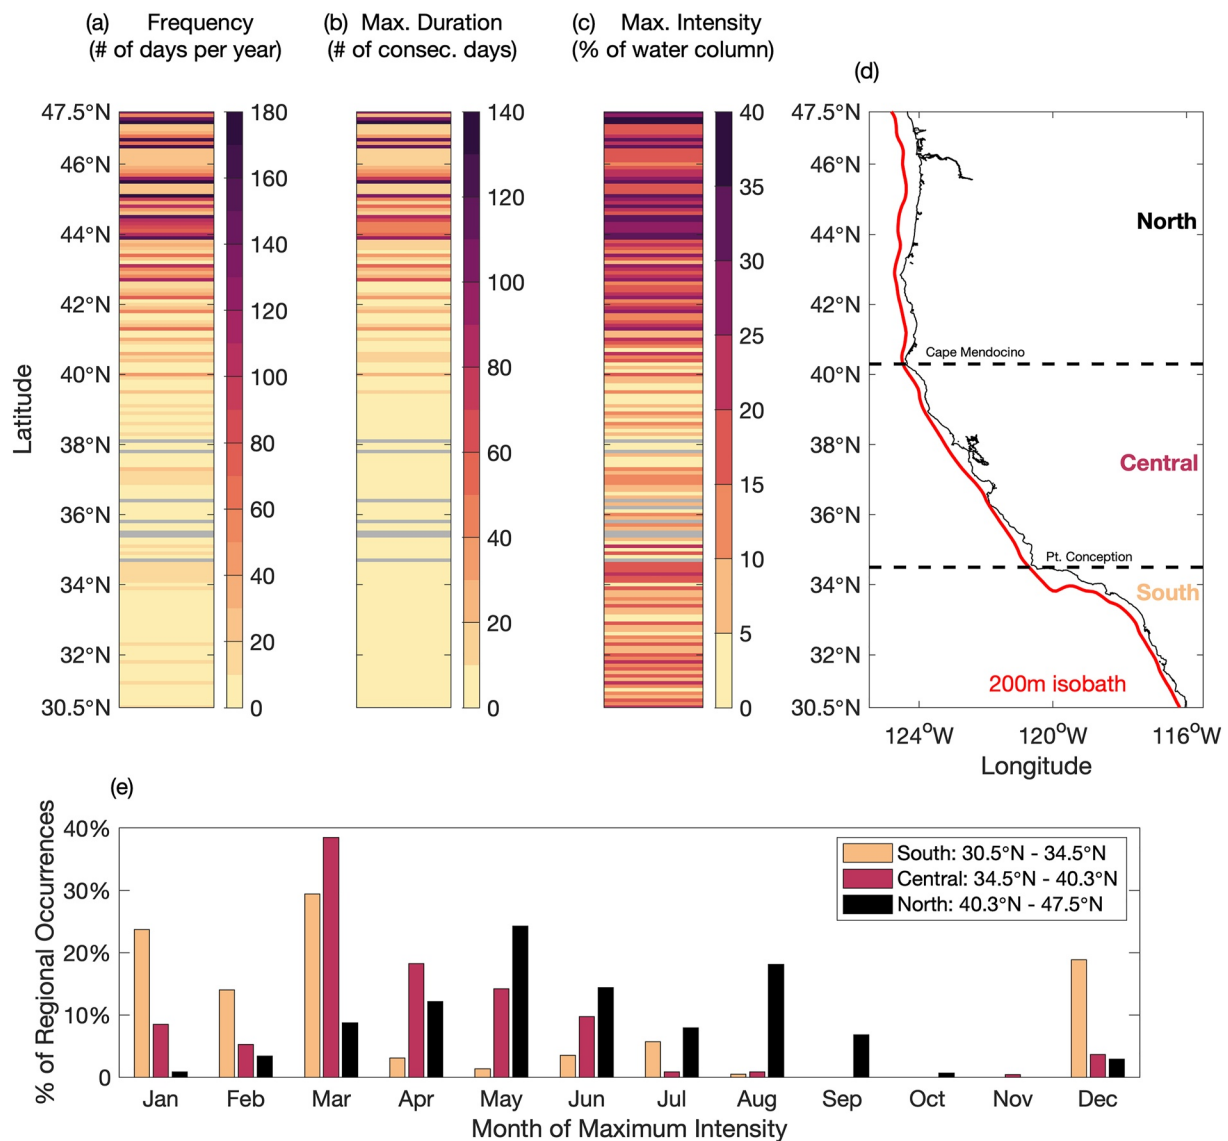 (a) Frequency
(# of days per year)
(b) Max. Duration
(# of consec. days)
(c) Max. Intensity
(% of water column)
(d)
Latitude
47.5°N
46°N
44°N
42°N
40°N
38°N
36°N
34°N
32°N
30.5°N
180
160
140
120
100
80
60
40
20
0
140
120
100
80
60
40
20
0
40
35
30
25
20
15
10
5
0
47.5°N
46°N
44°N
42°N
40°N
38°N
36°N
34°N
32°N
30.5°N
North
Cape Mendocino
Central
Pt. Conception
South
200m isobath
124°W 120°W 116°W
Longitude
(e)
% of Regional Occurrences
40%
30%
20%
10%
0
South: 30.5°N - 34.5°N
Central: 34.5°N - 40.3°N
North: 40.3°N - 47.5°N
Jan Feb Mar Apr May Jun Jul Aug Sep Oct Nov Dec
Month of Maximum Intensity